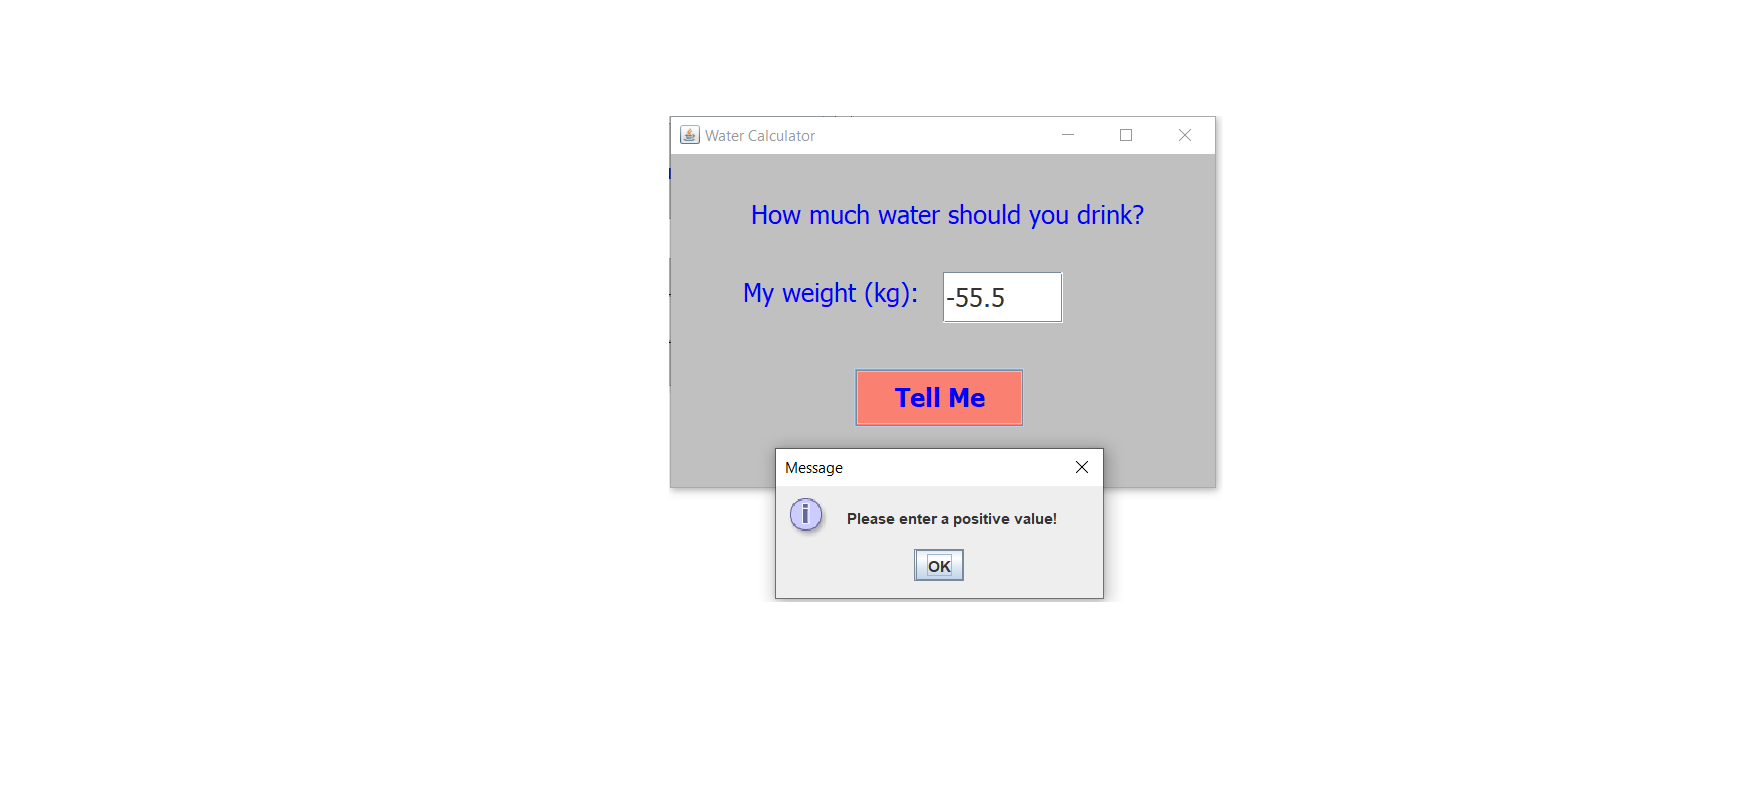 Water Calculator
How much water should you drink?
My weight (kg): -55.5
Tell Me
Message
Please enter a positive value!
OK